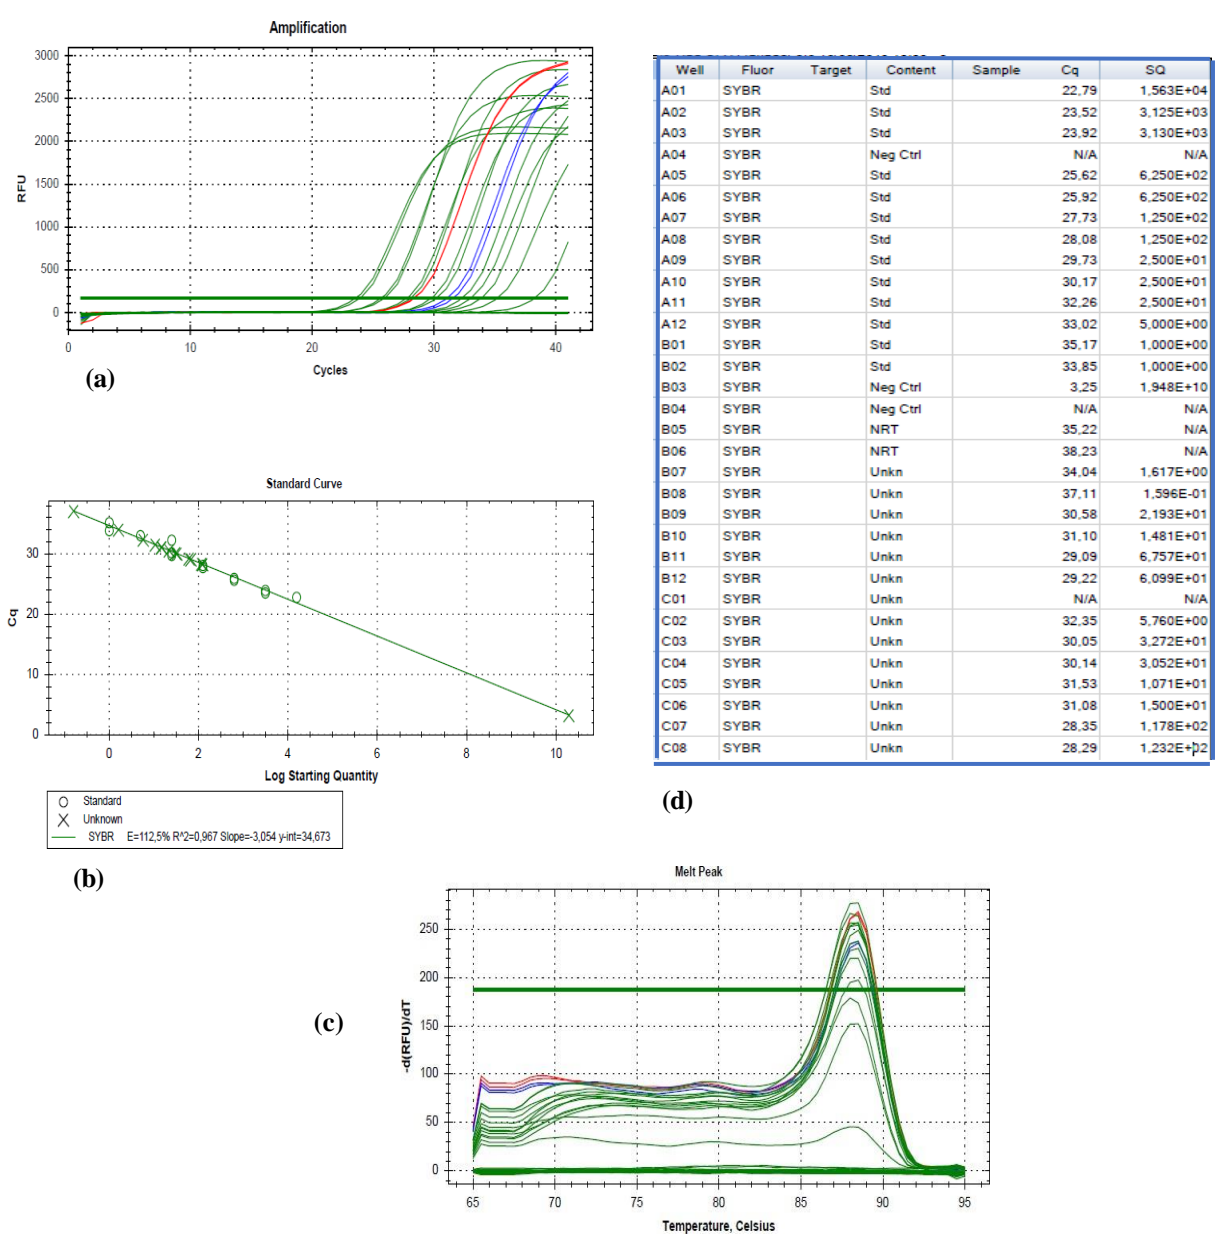 Amplification
3000
2500
2000
1500
1000
500
0
RFU
0 10 20 30 40
Cycles
(a)
Standard Curve
30
20
10
0
Cq
0 2 4 6 8 10
Log Starting Quantity
Standard
Unknown
SYBR E=112,5% R^2=0,967 Slope=-3,054 y-int=34,673
(b)
Well Fluor Target Content Sample Cq SQ
A01 SYBR Std 22,79 1,563E+04
A02 SYBR Std 23,52 3,125E+03
A03 SYBR Std 23,92 3,130E+03
A04 SYBR Neg Ctrl N/A N/A
A05 SYBR Std 25,62 6,250E+02
A06 SYBR Std 25,92 6,250E+02
A07 SYBR Std 27,73 1,250E+02
A08 SYBR Std 28,08 1,250E+02
A09 SYBR Std 29,73 2,500E+01
A10 SYBR Std 30,17 2,500E+01
A11 SYBR Std 32,26 2,500E+01
A12 SYBR Std 33,02 5,000E+00
B01 SYBR Std 35,17 1,000E+00
B02 SYBR Std 33,85 1,000E+00
B03 SYBR Neg Ctrl 3,25 1,948E+10
B04 SYBR Neg Ctrl N/A N/A
B05 SYBR NRT 35,22 N/A
B06 SYBR NRT 38,23 N/A
B07 SYBR Unkn 34,04 1,617E+00
B08 SYBR Unkn 37,11 1,596E-01
B09 SYBR Unkn 30,58 2,193E+01
B10 SYBR Unkn 31,10 1,481E+01
B11 SYBR Unkn 29,09 6,757E+01
B12 SYBR Unkn 29,22 6,099E+01
C01 SYBR Unkn N/A N/A
C02 SYBR Unkn 32,35 5,760E+00
C03 SYBR Unkn 30,05 3,272E+01
C04 SYBR Unkn 30,14 3,052E+01
C05 SYBR Unkn 31,53 1,071E+01
C06 SYBR Unkn 31,08 1,500E+01
C07 SYBR Unkn 28,35 1,178E+02
C08 SYBR Unkn 28,29 1,232E+02
(d)
Melt Peak
250
200
150
100
50
0
-d(RFU)/dT
65 70 75 80 85 90 95
Temperature, Celsius
(c)